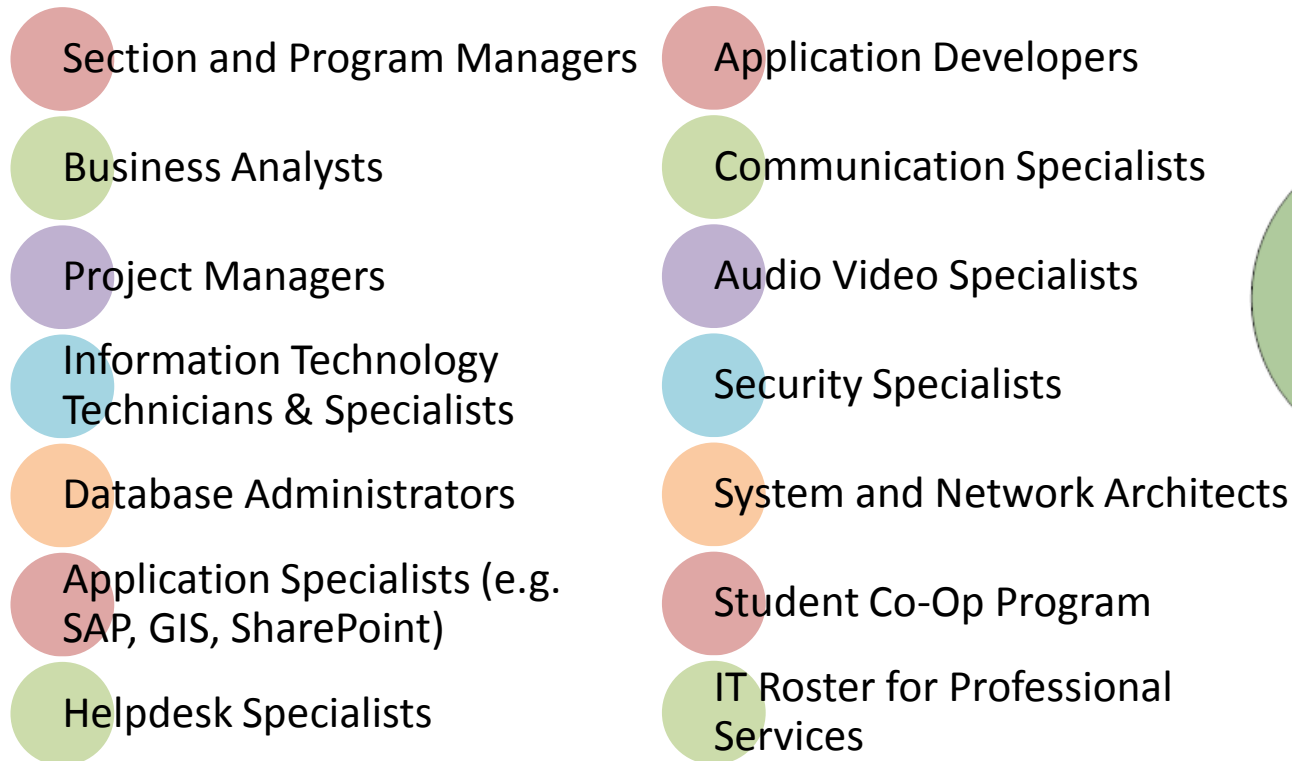 Section and Program Managers
Business Analysts
Project Managers
Information Technology
Technicians & Specialists
Database Administrators
Application Specialists (e.g.
SAP, GIS, SharePoint)
Helpdesk Specialists
Application Developers
Communication Specialists
Audio Video Specialists
Security Specialists
System and Network Architects
Student Co-Op Program
IT Roster for Professional
Services